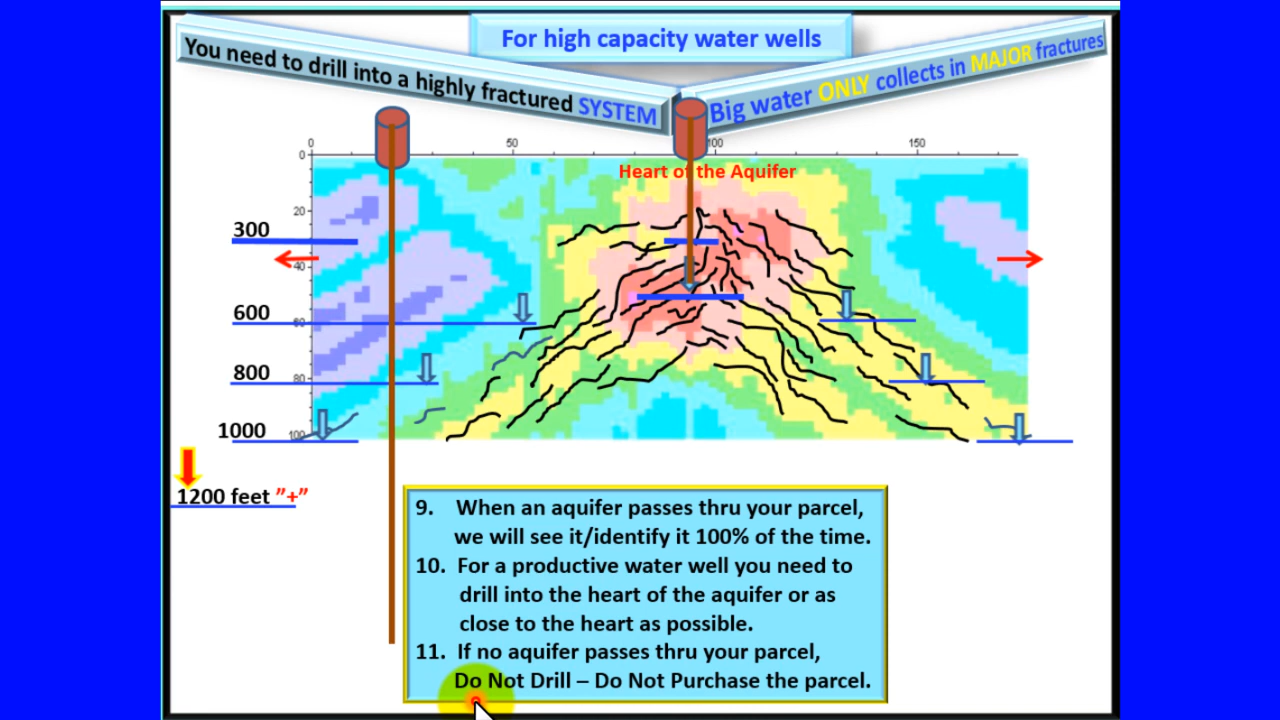 For high capacity water wells
You need to drill into a highly fractured SYSTEM
Big water ONLY collects in MAJOR fractures
0 50 100 150
Heart of the Aquifer
0
20
300
40
600
60
800
80
1000
100
1200 feet "+"
9. When an aquifer passes thru your parcel,
we will see it/identify it 100% of the time.
10. For a productive water well you need to
drill into the heart of the aquifer or as
close to the heart as possible.
11. If no aquifer passes thru your parcel,
Do Not Drill – Do Not Purchase the parcel.